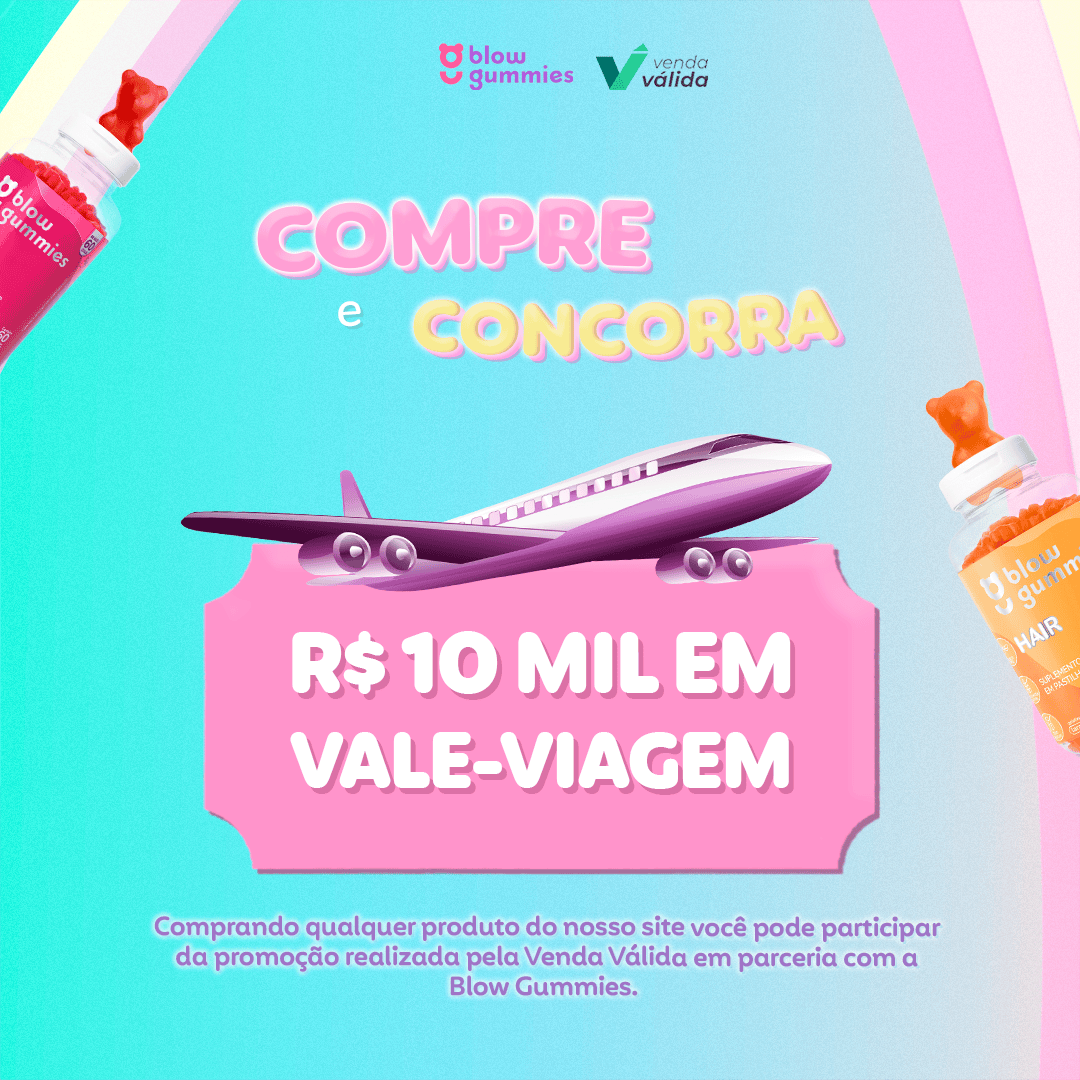 blow
gummies
venda
válida
blow
gummies
COMPRE
e
CONCORRA
blow
HAIR
SUPLEMENTO
R$ 10 MIL EM
VALE-VIAGEM
Comprando qualquer produto do nosso site você pode participar
da promoção realizada pela Venda Válida em parceria com a
Blow Gummies.